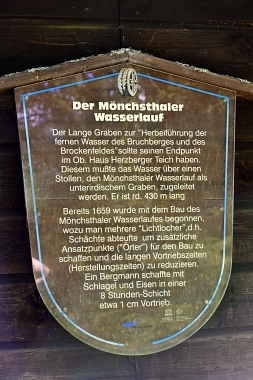 Der Mönchsthaler
Wasserlauf
Der Lange Graben zur "Herbeiführung der
fernen Wasser des Bruchberges und des
Brockenfeldes" sollte seinen Endpunkt
im Ob. Haus Herzberger Teich haben.
Diesem mußte das Wasser über einen
Stollen, den Mönchsthaler Wasserlauf als
unterirdischem Graben, zugeleitet
werden. Er ist rd. 430 m lang
Bereits 1659 wurde mit dem Bau des
Mönchsthaler Wasserlaufes begonnen,
wozu man mehrere "Lichtlöcher", d.h.
Schächte abteufte um zusätzliche
Ansatzpunkte ("Örter") für den Bau zu
schaffen und die langen Vortriebszeiten
(Herstellungszeiten) zu reduzieren.
Ein Bergmann schaffte mit
Schlägel und Eisen in einer
8 Stunden-Schicht
etwa 1 cm Vortrieb.